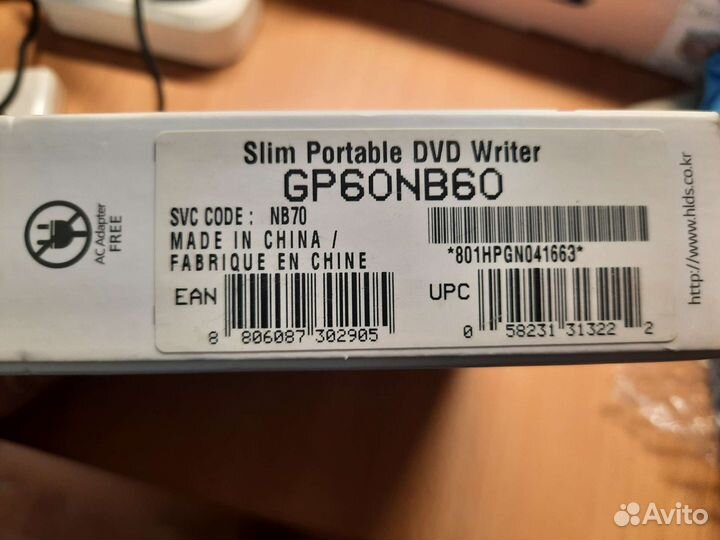 Slim Portable DVD Writer
GP60NB60
SVC CODE : NB70
MADE IN CHINA /
FABRIQUE EN CHINE
*801HPGN041663*
EAN
8 806087 302905
UPC
0 58231 31322 2
AC Adapter
FREE
http://www.hlds.co.kr
Avito